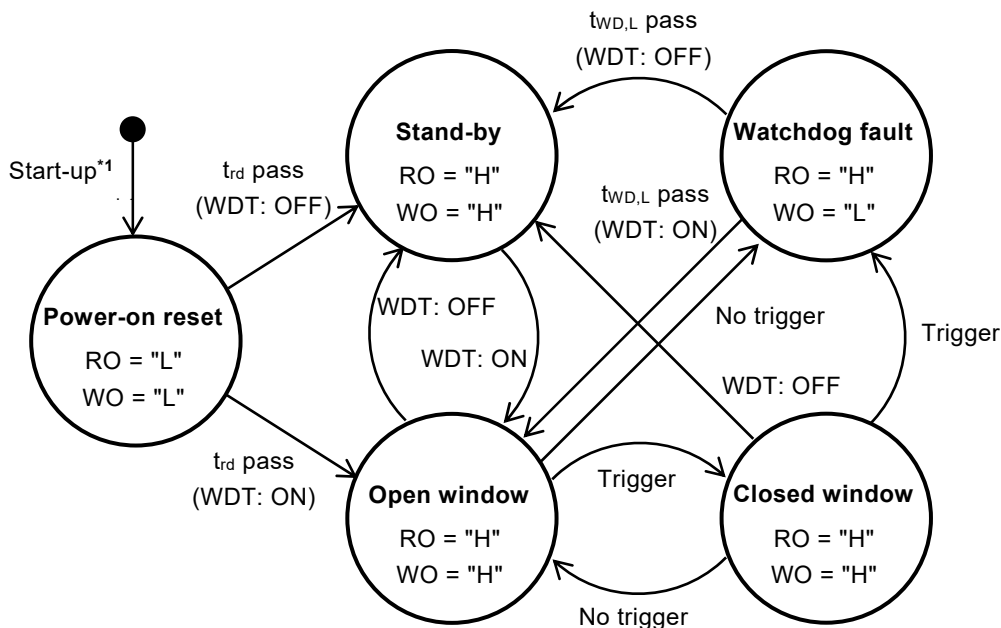 tWD,L pass
(WDT: OFF)
Stand-by
RO = "H"
WO = "H"
Watchdog fault
RO = "H"
WO = "L"
Start-up*1
trd pass
(WDT: OFF)
tWD,L pass
(WDT: ON)
Power-on reset
RO = "L"
WO = "L"
WDT: OFF
WDT: ON
No trigger
Trigger
WDT: OFF
trd pass
(WDT: ON)
Open window
RO = "H"
WO = "H"
Trigger
Closed window
RO = "H"
WO = "H"
No trigger